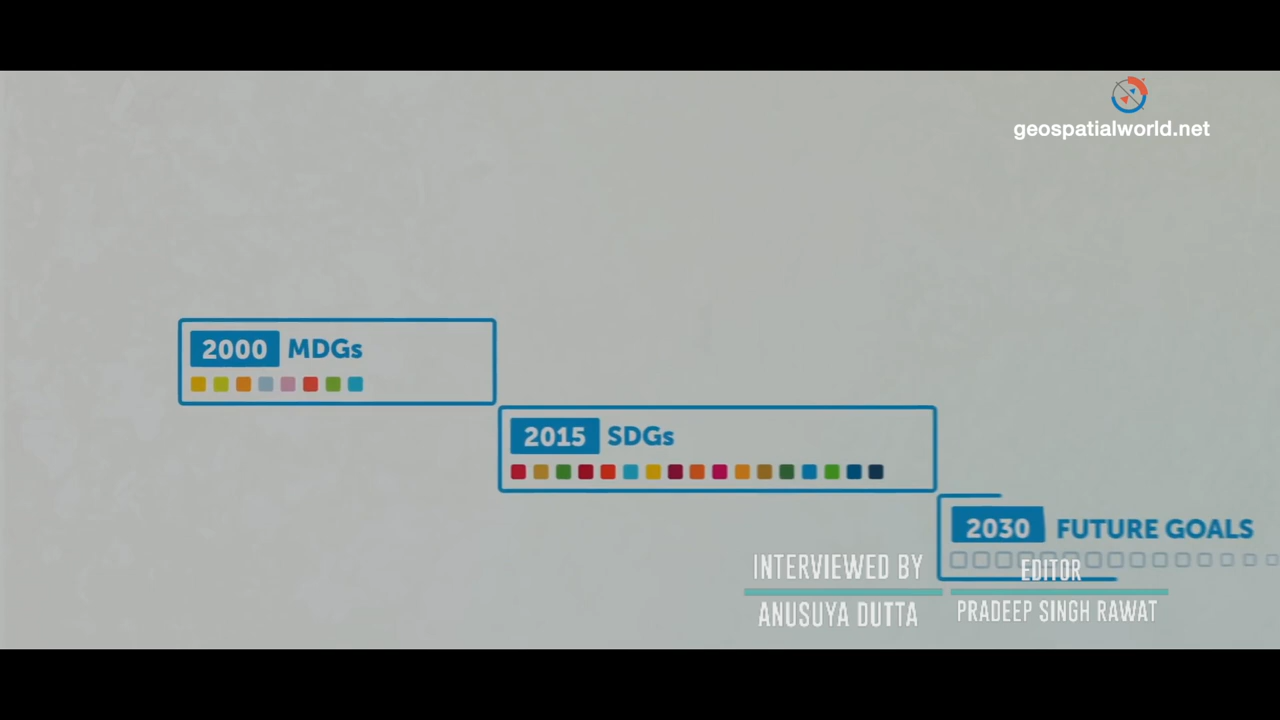 geospatialworld.net
2000 MDGs
2015 SDGs
2030 FUTURE GOALS
INTERVIEWED BY
ANUSUYA DUTTA
EDITOR
PRADEEP SINGH RAWAT